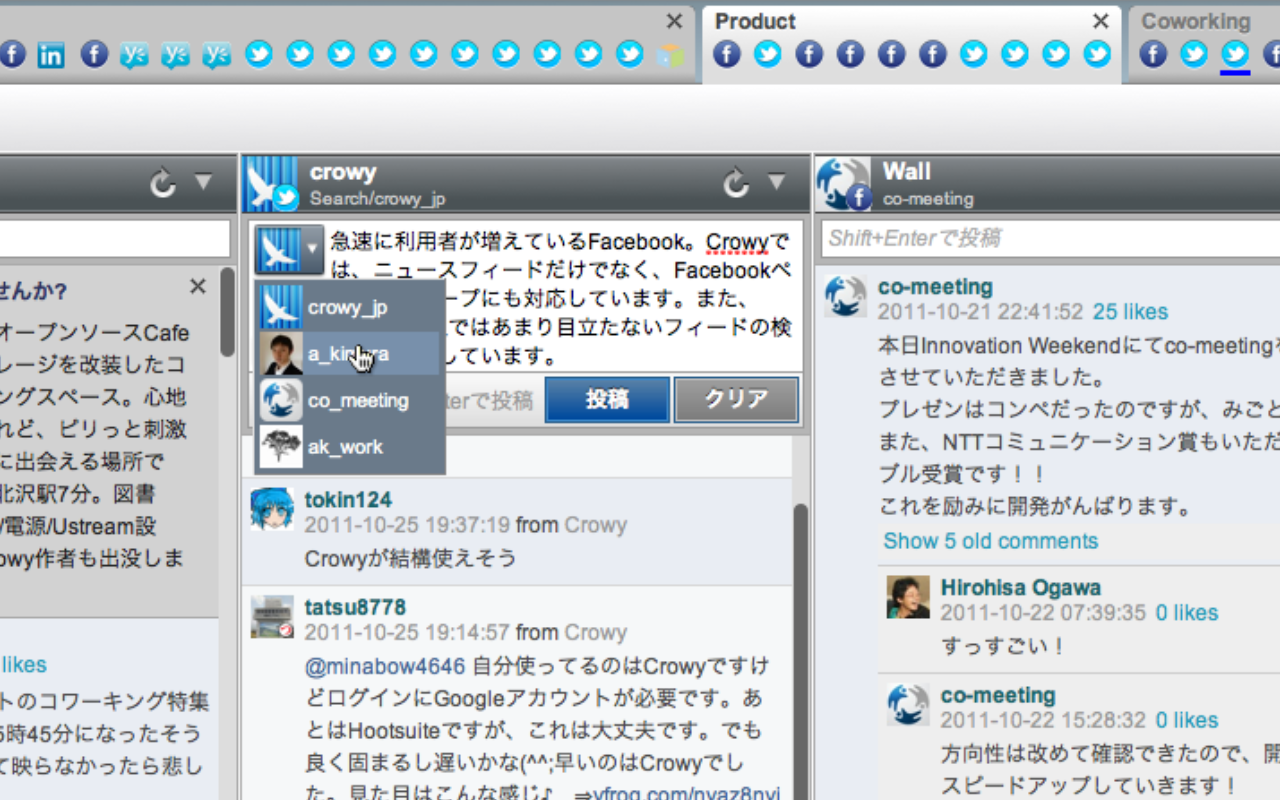 Product
Coworking
せんか?
オープンソースCafe
レージを改装したコ
ングスペース。心地
れど、ピリっと刺激
に出会える場所で
北沢駅7分。図書
/電源/Ustream設
owy作者も出没しま
likes
トのコワーキング特集
5時45分になったそう
て映らなかったら悲し
crowy
Search/crowy_jp
急速に利用者が増えているFacebook。Crowyで
は、ニュースフィードだけでなく、Facebookペ
ープにも対応しています。また、
ではあまり目立たないフィードの検
しています。
crowy_jp
co_meeting
ak_work
terで投稿
投稿
クリア
tokin124
2011-10-25 19:37:19 from Crowy
Crowyが結構使えそう
tatsu8778
2011-10-25 19:14:57 from Crowy
@minabow4646 自分使ってるのはCrowyですけ
どログインにGoogleアカウントが必要です。あ
とはHootsuiteですが、これは大丈夫です。でも
良く固まるし遅いかな(^^;早いのはCrowyでし
た。見た目はこんな感じ♪ ⇒
Wall
co-meeting
Shift+Enterで投稿
co-meeting
2011-10-21 22:41:52 25 likes
本日Innovation Weekendにてco-meetingを
させていただきました。
プレゼンはコンペだったのですが、みごと
また、NTTコミュニケーション賞もいただ
ブル受賞です！！
これを励みに開発がんばります。
Show 5 old comments
Hirohisa Ogawa
2011-10-22 07:39:35 0 likes
すっすごい！
co-meeting
2011-10-22 15:28:32 0 likes
方向性は改めて確認できたので、開
スピードアップしていきます！